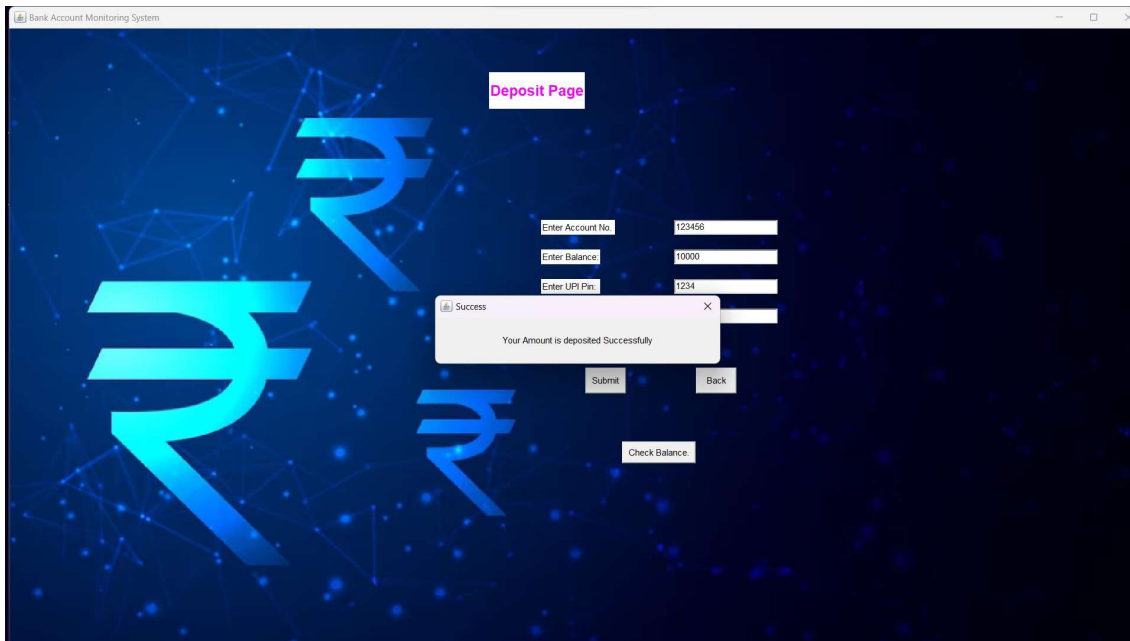 Bank Account Monitoring System
Deposit Page
Enter Account No. 123456
Enter Balance: 10000
Enter UPI Pin: 1234
Success
Your Amount is deposited Successfully
Submit Back
Check Balance.